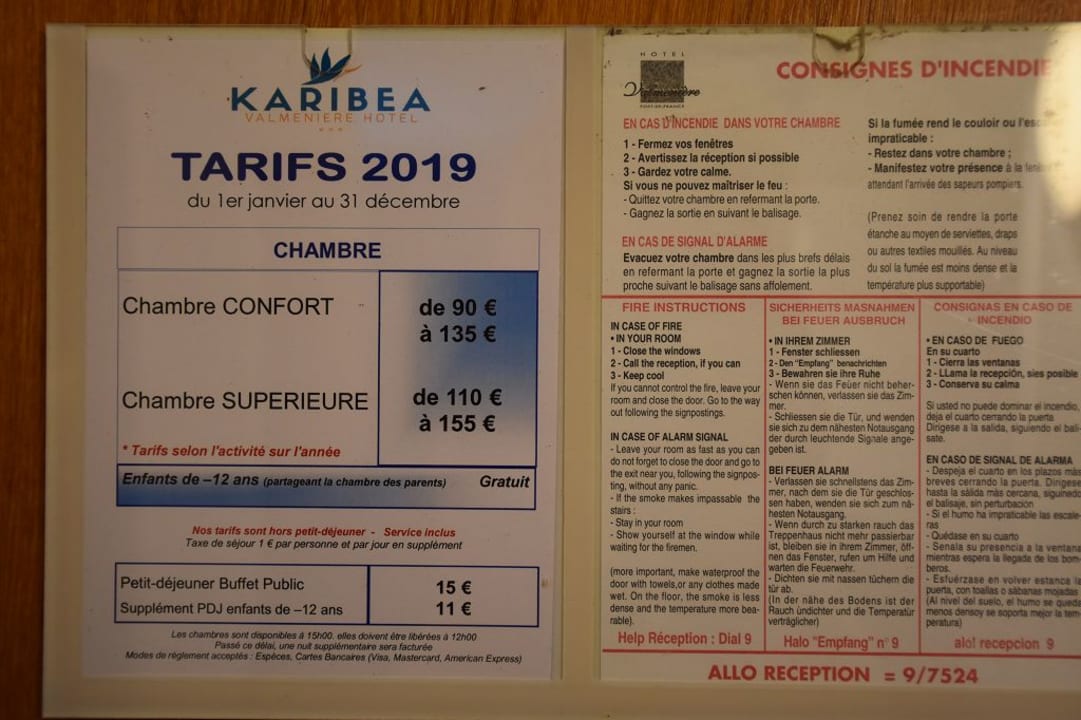 KARIBEA
VALMENIERE HOTEL
TARIFS 2019
du 1er janvier au 31 décembre
CHAMBRE
Chambre CONFORT
de 90 €
à 135 €
Chambre SUPERIEURE
de 110 €
à 155 €
* Tarifs selon l'activité sur l'année
Enfants de –12 ans (partageant la chambre des parents) Gratuit
Nos tarifs sont hors petit-déjeuner - Service inclus
Taxe de séjour 1 € par personne et par jour en supplément
Petit-déjeuner Buffet Public 15 €
Supplément PDJ enfants de –12 ans 11 €
Les chambres sont disponibles à 15h00. elles doivent être libérées à 12h00
Passé ce délai, une nuit supplémentaire sera facturée
Modes de règlement acceptés : Espèces, Cartes Bancaires (Visa, Mastercard, American Express)
HOTEL
Valmenière
FORT-DE-FRANCE
CONSIGNES D'INCENDIE
EN CAS D'INCENDIE DANS VOTRE CHAMBRE
1 - Fermez vos fenêtres
2 - Avertissez la réception si possible
3 - Gardez votre calme.
Si vous ne pouvez maîtriser le feu :
- Quittez votre chambre en refermant la porte.
- Gagnez la sortie en suivant le balisage.
EN CAS DE SIGNAL D'ALARME
Evacuez votre chambre dans les plus brefs délais
en refermant la porte et gagnez la sortie la plus
proche suivant le balisage sans affolement.
Si la fumée rend le couloir ou l'esc
impraticable :
- Restez dans votre chambre ;
- Manifestez votre présence à la fenê
attendant l'arrivée des sapeurs pompiers.
(Prenez soin de rendre la porte
étanche au moyen de serviettes, draps
ou autres textiles mouillés. Au niveau
du sol la fumée est moins dense et la
température plus supportable)
FIRE INSTRUCTIONS
IN CASE OF FIRE
• IN YOUR ROOM
1 - Close the windows
2 - Call the reception, if you can
3 - Keep cool
If you cannot control the fire, leave your
room and close the door. Go to the way
out following the signpostings.
IN CASE OF ALARM SIGNAL
- Leave your room as fast as you can
do not forget to close the door and go to
the exit near you, following the signpos-
ting, without any panic.
- If the smoke makes impassable the
stairs :
- Stay in your room
- Show yourself at the window while
waiting for the firemen.
(more important, make waterproof the
door with towels,or any clothes made
wet. On the floor, the smoke is less
dense and the temperature more bea-
rable).
Help Réception : Dial 9
SICHERHEITS MASNAHMEN
BEI FEUER AUSBRUCH
• IN IHREM ZIMMER
1 - Fenster schliessen
2 - Den "Empfang" benachrichten
3 - Bewahren sie ihre Ruhe
- Wenn sie das Feuer nicht beher-
schen können, verlassen sie das Zim-
mer.
- Schliessen sie die Tür, und wenden
sie sich zu dem nähesten Notausgang
der durch leuchtende Signale ange-
geben ist.
BEI FEUER ALARM
- Verlassen sie schnellstens das Zim-
mer, nach dem sie die Tür geschlos-
sen haben, wenden sie sich zum nä-
hesten Notausgang.
- Wenn durch zu starken rauch das
Treppenhaus nicht mehr passierbar
ist, bleiben sie in ihrem Zimmer, öff-
nen das Fenster, rufen um Hilfe und
warten die Feuerwehr.
- Dichten sie mit nassen tüchern die
tür ab.
(In der nähe des Bodens ist der
Rauch ündichter und die Temperatür
verträglicher)
Halo "Empfang" n° 9
CONSIGNAS EN CASO DE
INCENDIO
• EN CASO DE FUEGO
En su cuarto
1 - Cierra las ventanas
2 - LLama la recepción, sies posible
3 - Conserva su calma
Si usted no puede dominar el incendio,
deja el cuarto cerrando la puerta
Dirigese a la salida, siguiendo el bali-
sate.
EN CASO DE SIGNAL DE ALARMA
- Despeja el cuarto en los plazos más
breves cerrando la puerta. Dirigese
hasta la sálida más cercana, siguiendo
el balisaje, sin perturbación
- Si el humo ha impraticable las escale-
ras
- Quédase en su cuarto
- Senala su presencia a la ventana
mientras espera la llegada de los bom-
beros.
- Esfuérzase en volver estanca la
puerta, con toallas o sábanas mojadas
(Al nivel del suelo, el humo se queda
menos densoy se soporta mejor la tem-
peratura)
alo! recepcion 9
ALLO RECEPTION = 9/7524